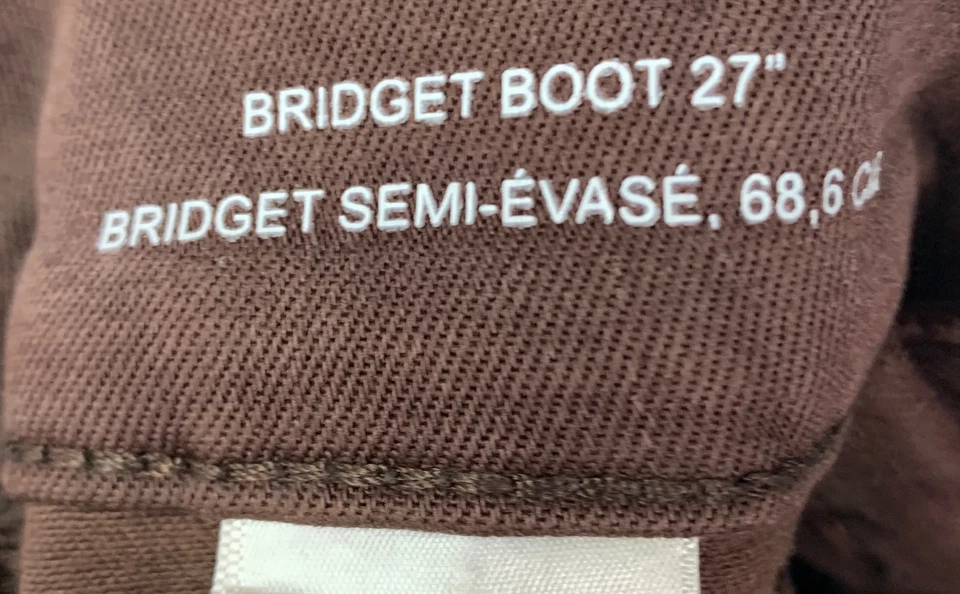 BRIDGET BOOT 27"
BRIDGET SEMI-ÉVASÉ, 68,6